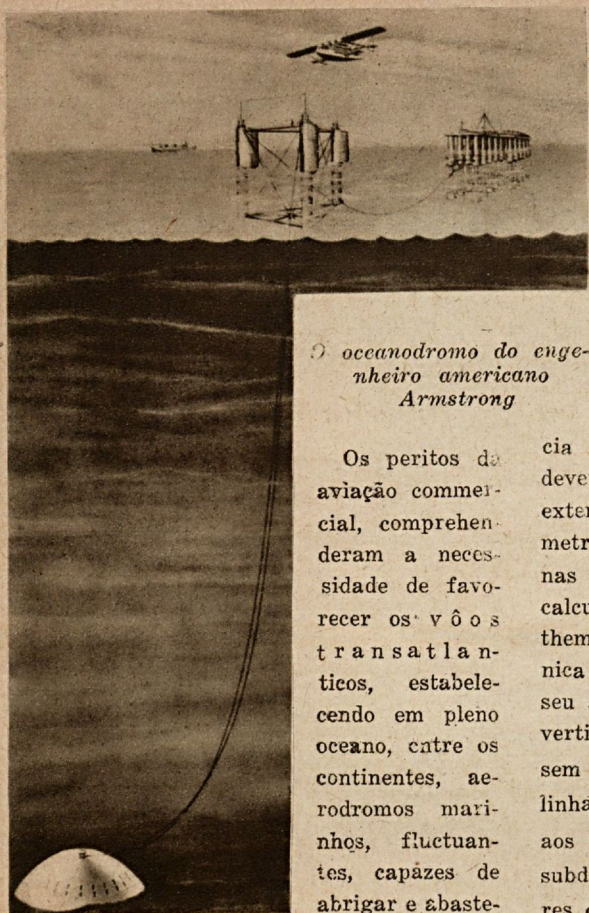 O oceanodromo do enge-
nheiro americano
Armstrong
Os peritos da
aviação commer-
cial, comprehen-
deram a neces-
sidade de favo-
recer os vôos
transatlan-
ticos, estabele-
cendo em pleno
oceano, entre os
continentes, ae-
rodromos mari-
nhos, fluctuan-
tes, capázes de
abrigar e abaste-
cia
deve
exter
metr
nas
calcu
them
nica
seu
verti
sem
linha
aos
subd
res